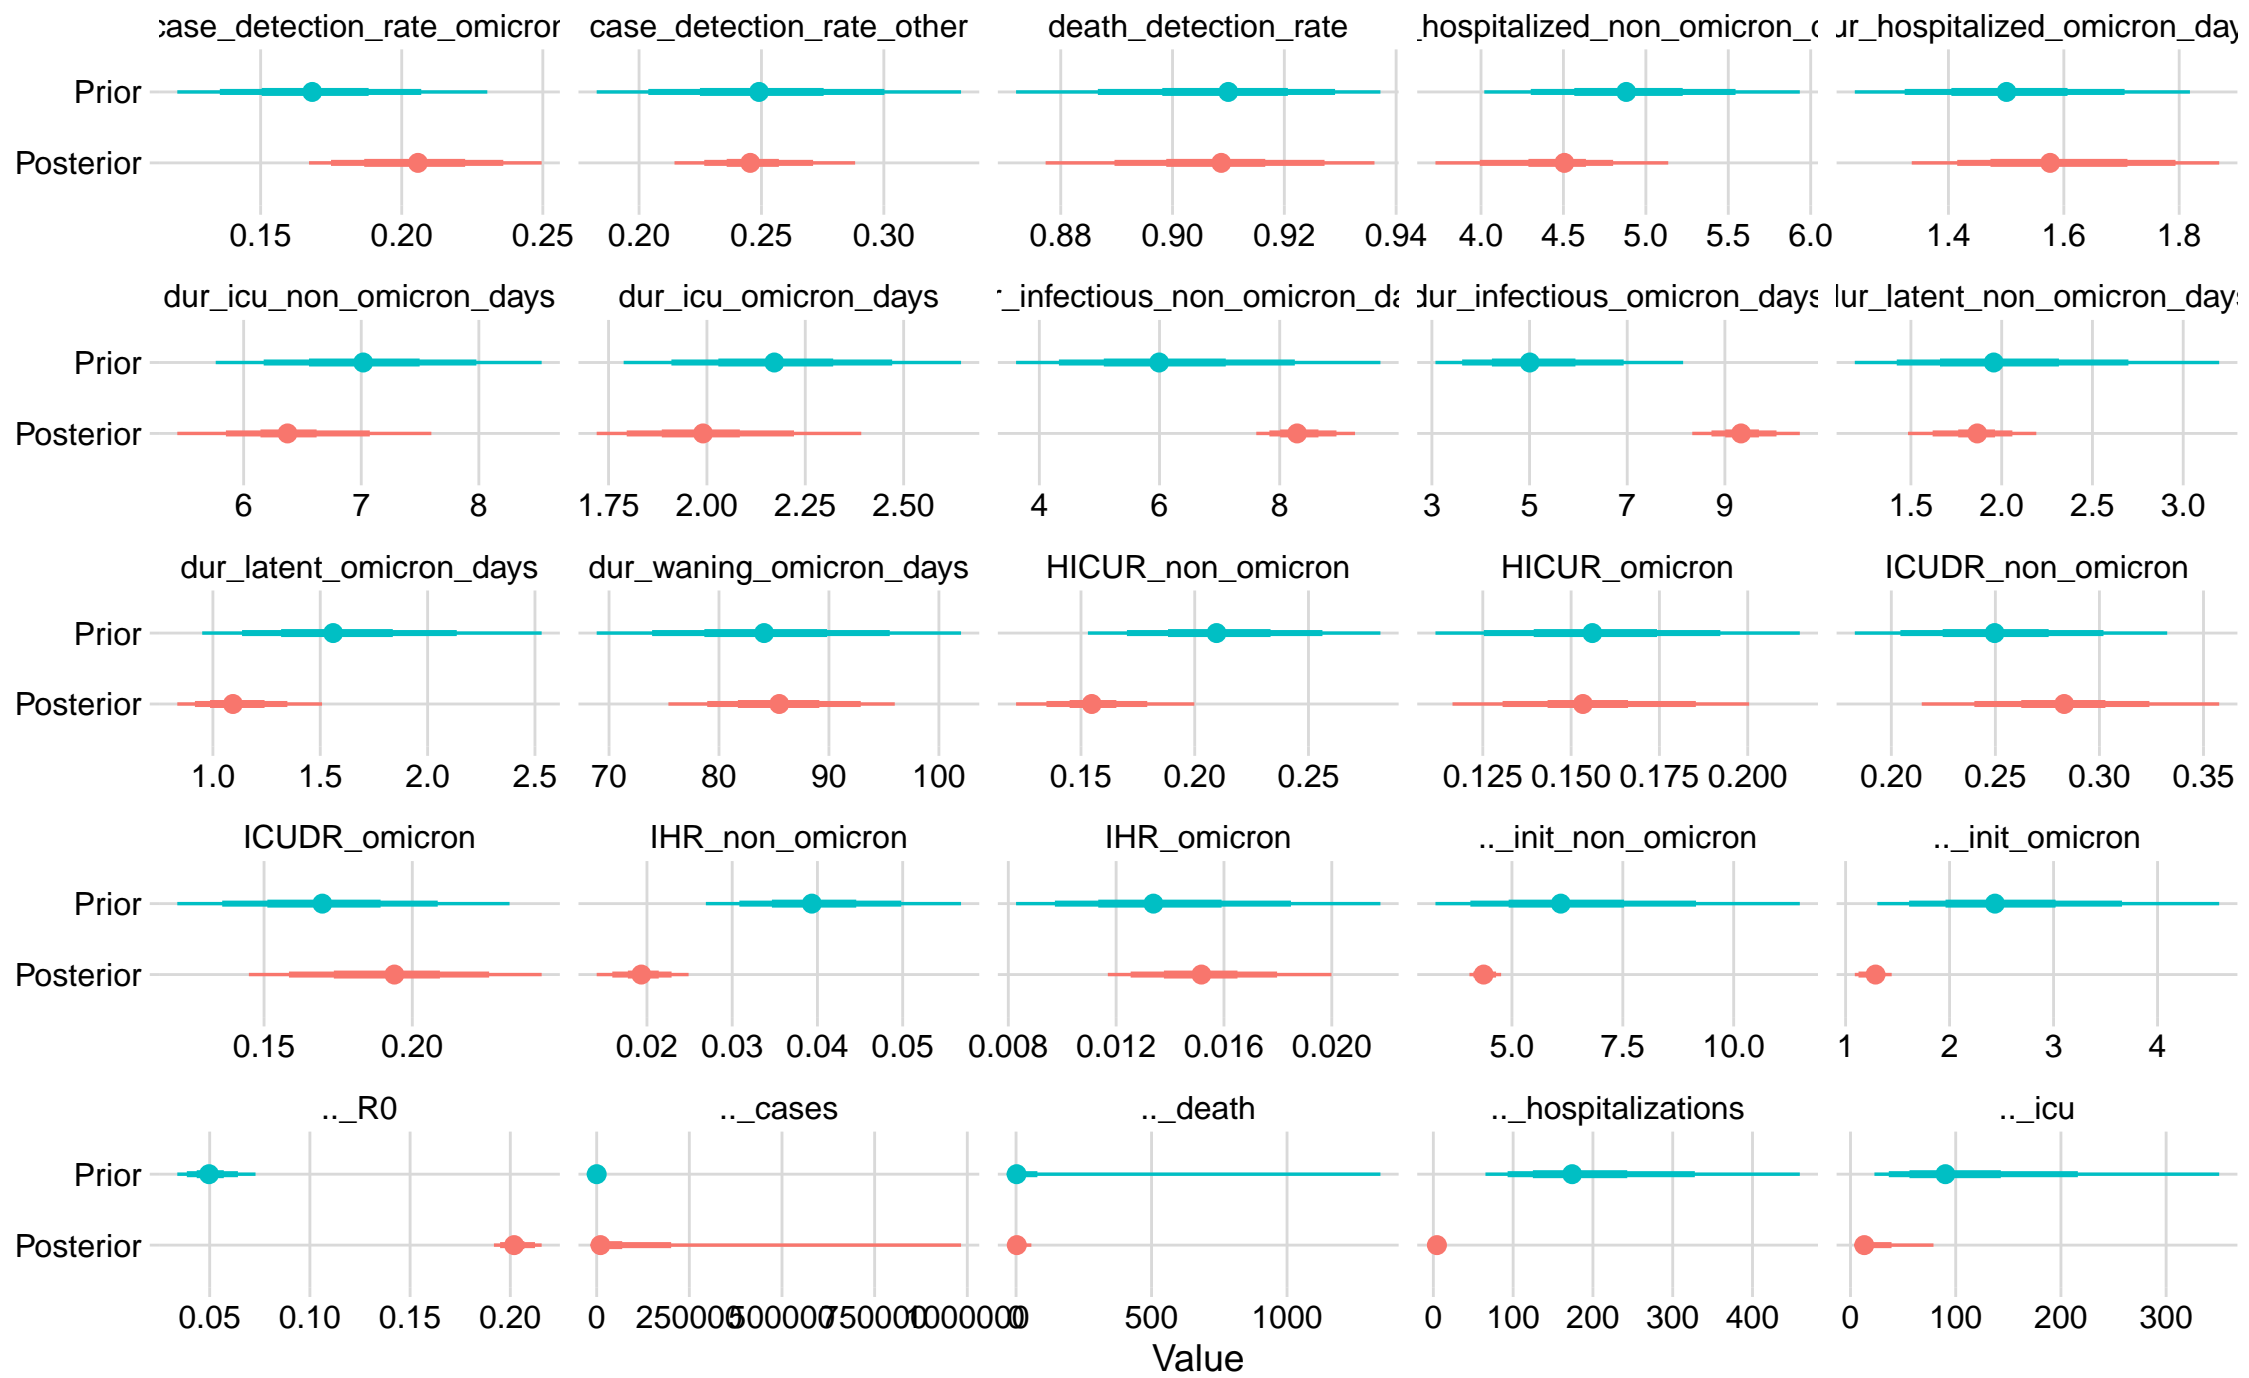 case_detection_rate_omicron case_detection_rate_other death_detection_rate _hospitalized_non_omicron_ ur_hospitalized_omicron_day
Prior
Posterior
0.15 0.20 0.25 0.20 0.25 0.30 0.88 0.90 0.92 0.94 4.0 4.5 5.0 5.5 6.0 1.4 1.6 1.8
dur_icu_non_omicron_days dur_icu_omicron_days r_infectious_non_omicron_da dur_infectious_omicron_days dur_latent_non_omicron_days
Prior
Posterior
6 7 8 1.75 2.00 2.25 2.50 4 6 8 3 5 7 9 1.5 2.0 2.5 3.0
dur_latent_omicron_days dur_waning_omicron_days HICUR_non_omicron HICUR_omicron ICUDR_non_omicron
Prior
Posterior
1.0 1.5 2.0 2.5 70 80 90 100 0.15 0.20 0.25 0.125 0.150 0.175 0.200 0.20 0.25 0.30 0.35
ICUDR_omicron IHR_non_omicron IHR_omicron .._init_non_omicron .._init_omicron
Prior
Posterior
0.15 0.20 0.02 0.03 0.04 0.05 0.008 0.012 0.016 0.020 5.0 7.5 10.0 1 2 3 4
.._R0 .._cases .._death .._hospitalizations .._icu
Prior
Posterior
0.05 0.10 0.15 0.20 0 250000 500000 750000 1000000 0 500 1000 0 100 200 300 400 0 100 200 300
Value